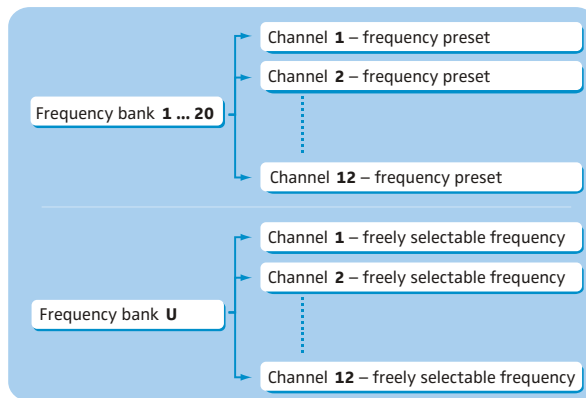 Channel 1 – frequency preset
Channel 2 – frequency preset
Frequency bank 1 ... 20
Channel 12 – frequency preset
Channel 1 – freely selectable frequency
Channel 2 – freely selectable frequency
Frequency bank U
Channel 12 – freely selectable frequency